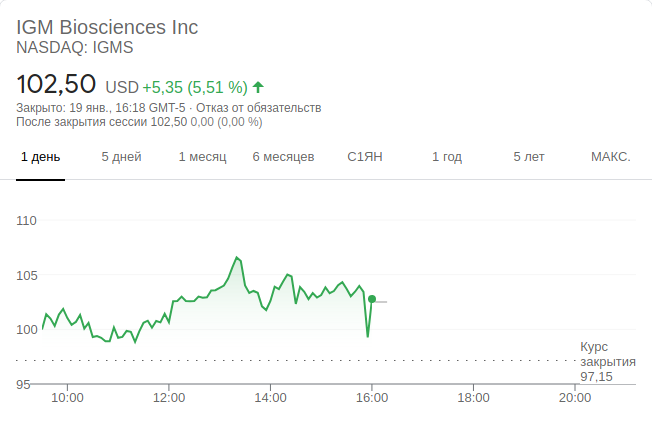 IGM Biosciences Inc
NASDAQ: IGMS
102,50 USD +5,35 (5,51 %)
Закрыто: 19 янв., 16:18 GMT-5 · Отказ от обязательств
После закрытия сессии 102,50 0,00 (0,00 %)
1 день 5 дней 1 месяц 6 месяцев С1ЯН 1 год 5 лет МАКС.
110
105
100
Курс
закрытия
97,15
95
10:00 12:00 14:00 16:00 18:00 20:00